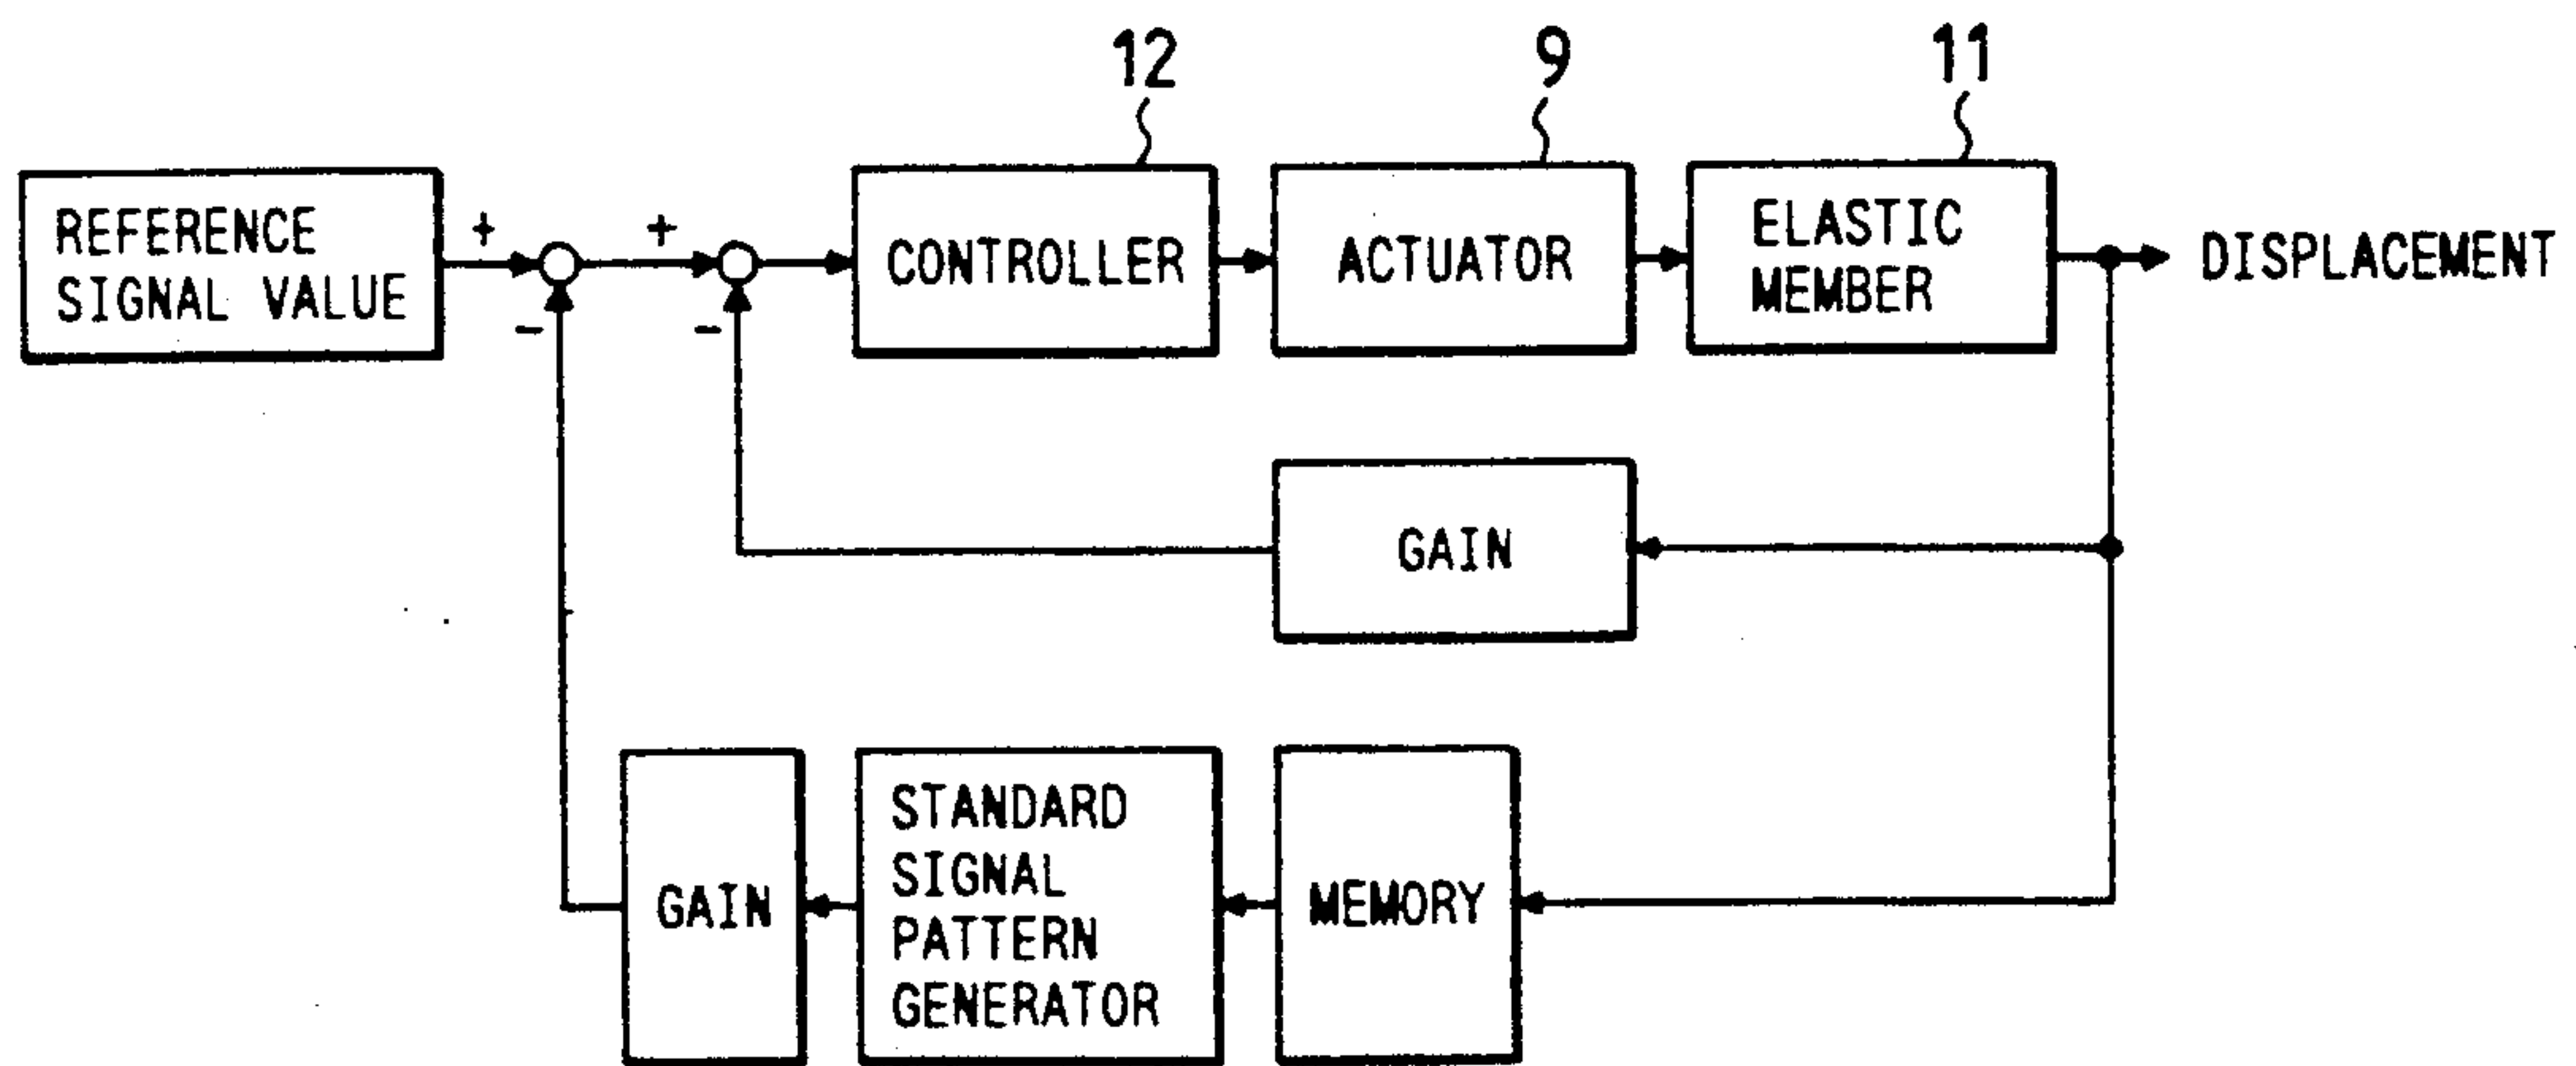 12
9
11
REFERENCE
SIGNAL VALUE
+
-
+
-
CONTROLLER
ACTUATOR
ELASTIC
MEMBER
DISPLACEMENT
GAIN
GAIN
STANDARD
SIGNAL
PATTERN
GENERATOR
MEMORY